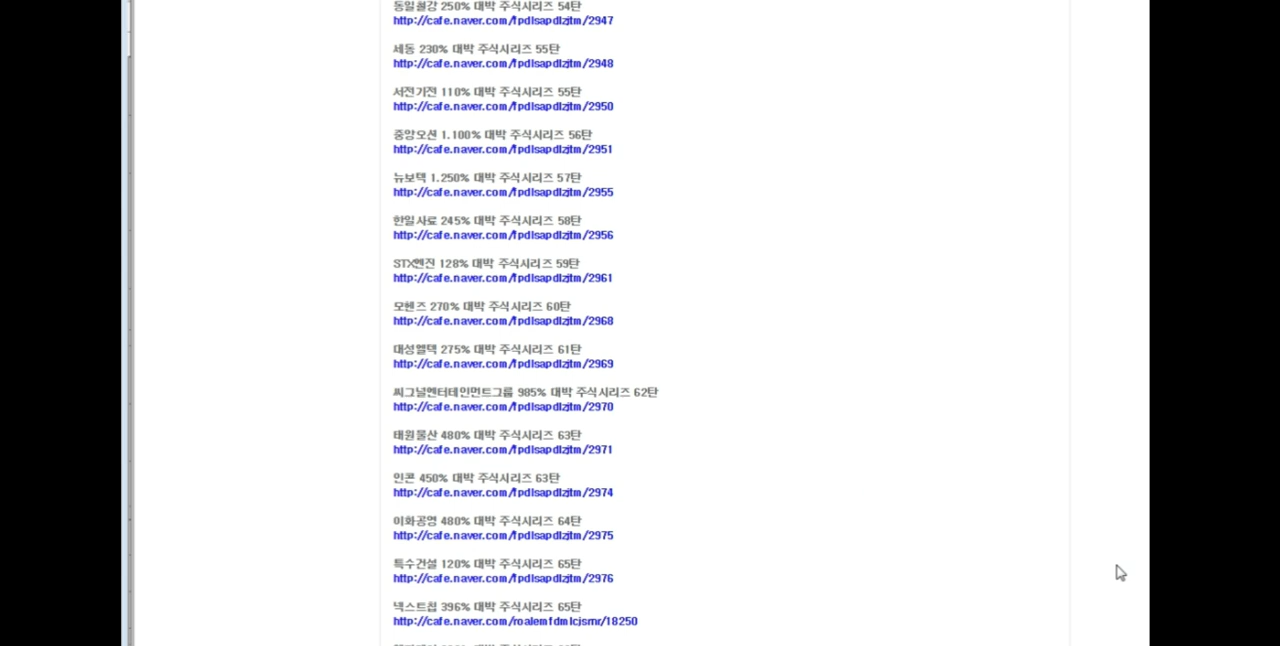 동일철강 250% 대박 주식시리즈 54탄
http://cafe.naver.com/fpdlsapdlzjtm/2947
세동 230% 대박 주식시리즈 55탄
http://cafe.naver.com/fpdlsapdlzjtm/2948
서전기전 110% 대박 주식시리즈 55탄
http://cafe.naver.com/fpdlsapdlzjtm/2950
중앙오션 1.100% 대박 주식시리즈 56탄
http://cafe.naver.com/fpdlsapdlzjtm/2951
뉴보텍 1.250% 대박 주식시리즈 57탄
http://cafe.naver.com/fpdlsapdlzjtm/2955
한일사료 245% 대박 주식시리즈 58탄
http://cafe.naver.com/fpdlsapdlzjtm/2956
STX엔진 128% 대박 주식시리즈 59탄
http://cafe.naver.com/fpdlsapdlzjtm/2961
모헨즈 270% 대박 주식시리즈 60탄
http://cafe.naver.com/fpdlsapdlzjtm/2968
대성엘텍 275% 대박 주식시리즈 61탄
http://cafe.naver.com/fpdlsapdlzjtm/2969
씨그널엔터테인먼트그룹 985% 대박 주식시리즈 62탄
http://cafe.naver.com/fpdlsapdlzjtm/2970
태원물산 480% 대박 주식시리즈 63탄
http://cafe.naver.com/fpdlsapdlzjtm/2971
인콘 450% 대박 주식시리즈 63탄
http://cafe.naver.com/fpdlsapdlzjtm/2974
이화공영 480% 대박 주식시리즈 64탄
http://cafe.naver.com/fpdlsapdlzjtm/2975
특수건설 120% 대박 주식시리즈 65탄
http://cafe.naver.com/fpdlsapdlzjtm/2976
넥스트칩 396% 대박 주식시리즈 65탄
http://cafe.naver.com/roalemfdmlcjsrnr/18250